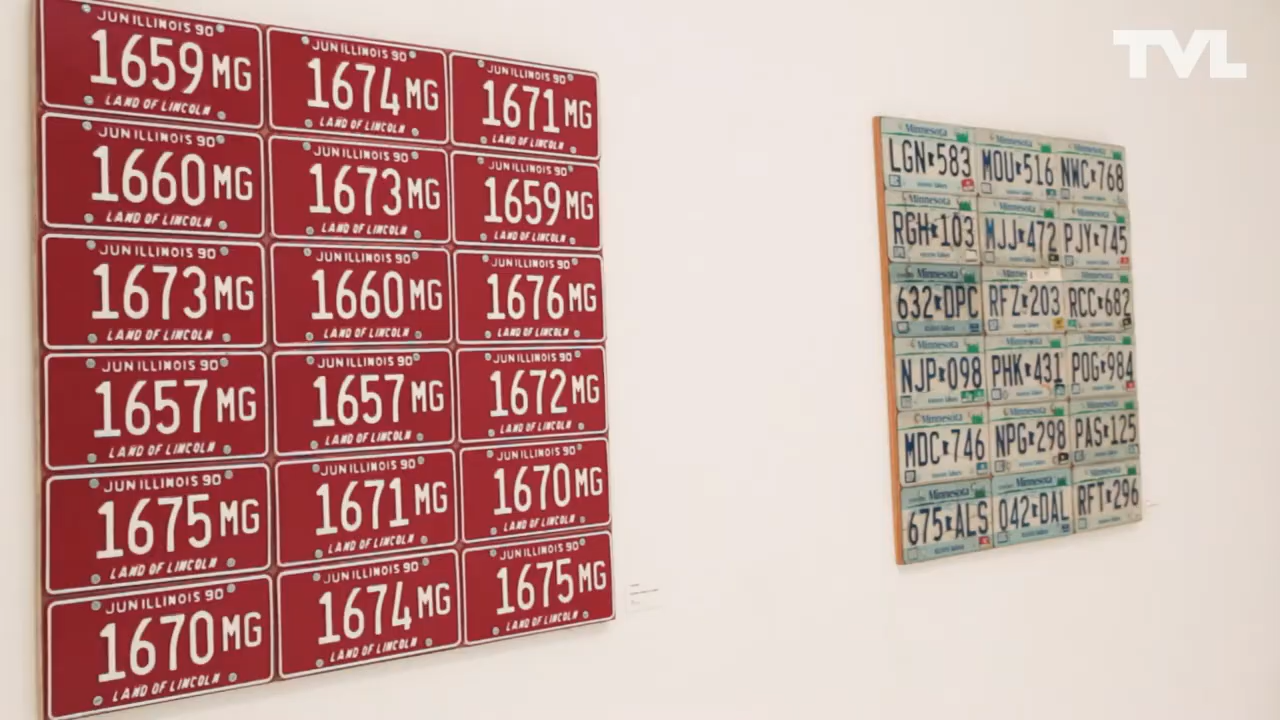 TVL
JUN ILLINOIS 90
1659 MG
LAND OF LINCOLN
JUN ILLINOIS 90
1674 MG
LAND OF LINCOLN
JUN ILLINOIS 90
1671 MG
LAND OF LINCOLN
JUN ILLINOIS 90
1660 MG
LAND OF LINCOLN
JUN ILLINOIS 90
1673 MG
LAND OF LINCOLN
JUN ILLINOIS 90
1659 MG
LAND OF LINCOLN
JUN ILLINOIS 90
1673 MG
LAND OF LINCOLN
JUN ILLINOIS 90
1660 MG
LAND OF LINCOLN
JUN ILLINOIS 90
1676 MG
LAND OF LINCOLN
JUN ILLINOIS 90
1657 MG
LAND OF LINCOLN
JUN ILLINOIS 90
1657 MG
LAND OF LINCOLN
JUN ILLINOIS 90
1672 MG
LAND OF LINCOLN
JUN ILLINOIS 90
1675 MG
LAND OF LINCOLN
JUN ILLINOIS 90
1671 MG
LAND OF LINCOLN
JUN ILLINOIS 90
1670 MG
LAND OF LINCOLN
JUN ILLINOIS 90
1670 MG
LAND OF LINCOLN
JUN ILLINOIS 90
1674 MG
LAND OF LINCOLN
JUN ILLINOIS 90
1675 MG
LAND OF LINCOLN
Minnesota
LGN 583
Minnesota
MOU 516
Minnesota
NWC 768
RGH 103
Minnesota
MJJ 472
Minnesota
PJY 745
Minnesota
632 DPC
Minnesota
RFZ 203
Minnesota
RCC 682
Minnesota
NJP 098
Minnesota
PHK 431
Minnesota
POG 984
Minnesota
MDC 746
Minnesota
NPG 298
Minnesota
PAS 125
Minnesota
675 ALS
Minnesota
042 DAL
Minnesota
RFT 296